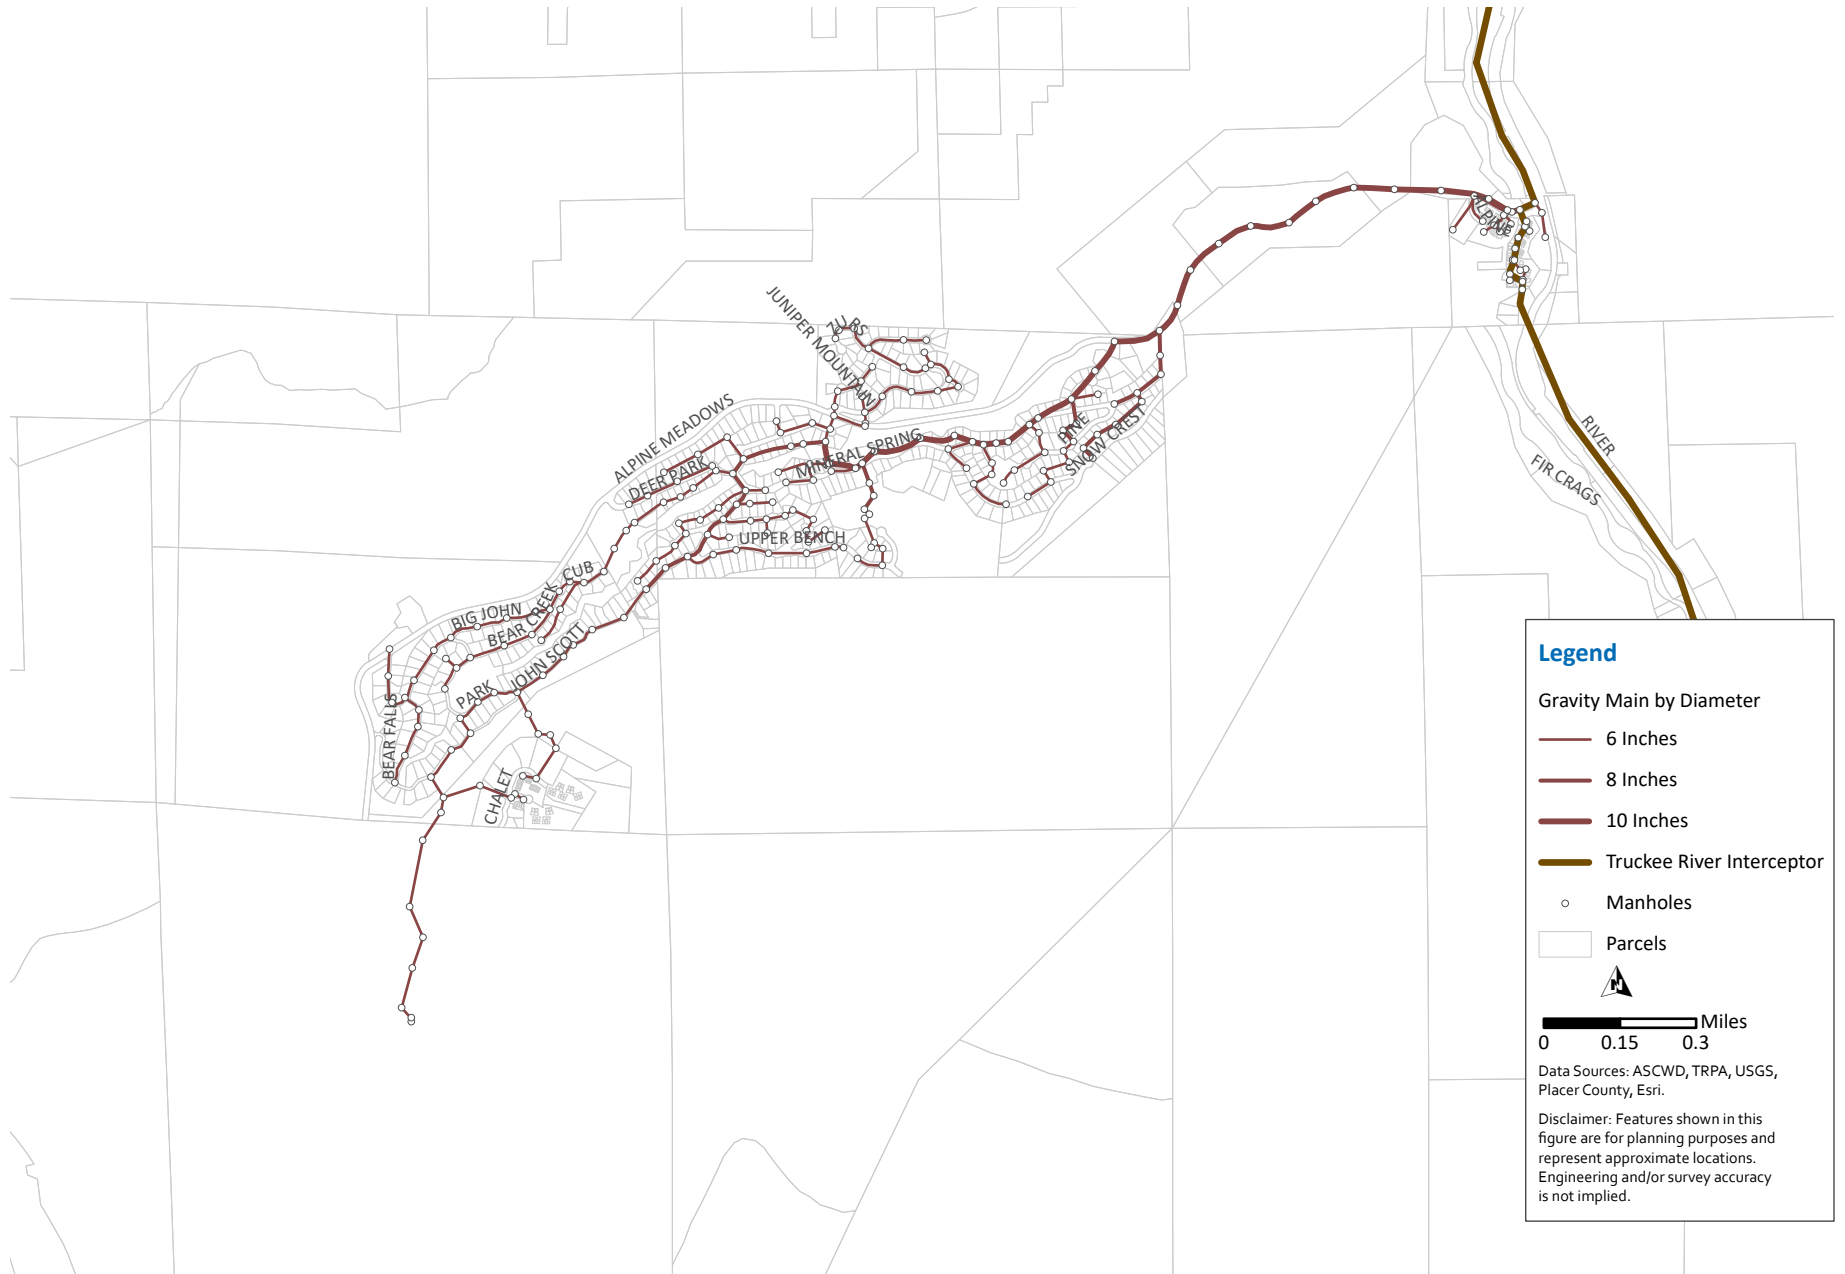 JUNIPER MOUNTAIN
ALPINE
ALPINE MEADOWS
DEER PARK
MINERAL SPRING
PINE
SNOW CREST
RIVER
FIR CRAGS
UPPER BENCH
CUB
BIG JOHN
BEAR CREEK
JOHN SCOTT
PARK
BEAR FALLS
CHALET
Legend
Gravity Main by Diameter
6 Inches
8 Inches
10 Inches
Truckee River Interceptor
Manholes
Parcels
N
Miles
0 0.15 0.3
Data Sources: ASCWD, TRPA, USGS,
Placer County, Esri.
Disclaimer: Features shown in this
figure are for planning purposes and
represent approximate locations.
Engineering and/or survey accuracy
is not implied.